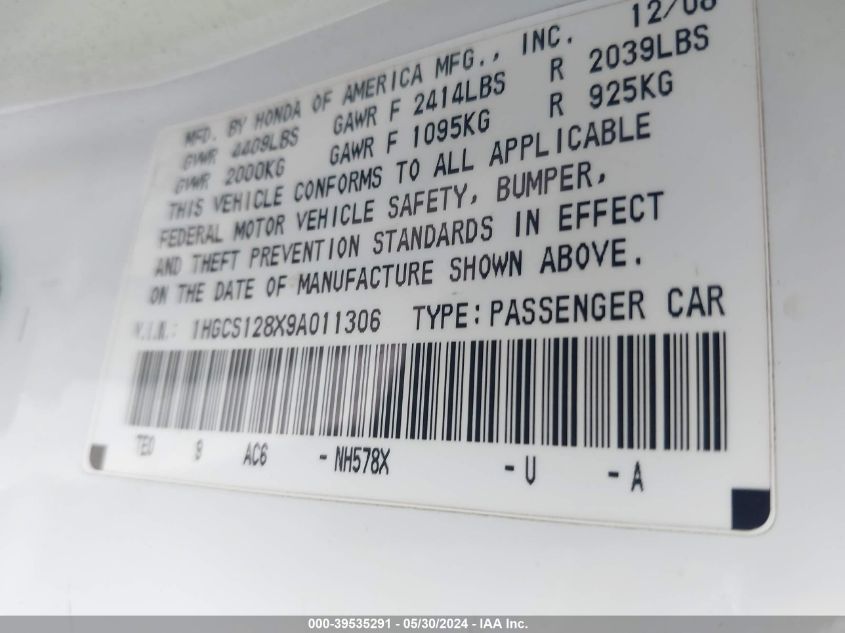 12/08
MFD. BY HONDA OF AMERICA MFG., INC.
GVWR 4409LBS GAWR F 2414LBS R 2039LBS
GVWR 2000KG GAWR F 1095KG R 925KG
THIS VEHICLE CONFORMS TO ALL APPLICABLE
FEDERAL MOTOR VEHICLE SAFETY, BUMPER,
AND THEFT PREVENTION STANDARDS IN EFFECT
ON THE DATE OF MANUFACTURE SHOWN ABOVE.
V.I.N.: 1HGCS128X9A011306 TYPE: PASSENGER CAR
TE0 9 AC6 - NH578X - U - A
000-39535291 - 05/30/2024 - IAA Inc.